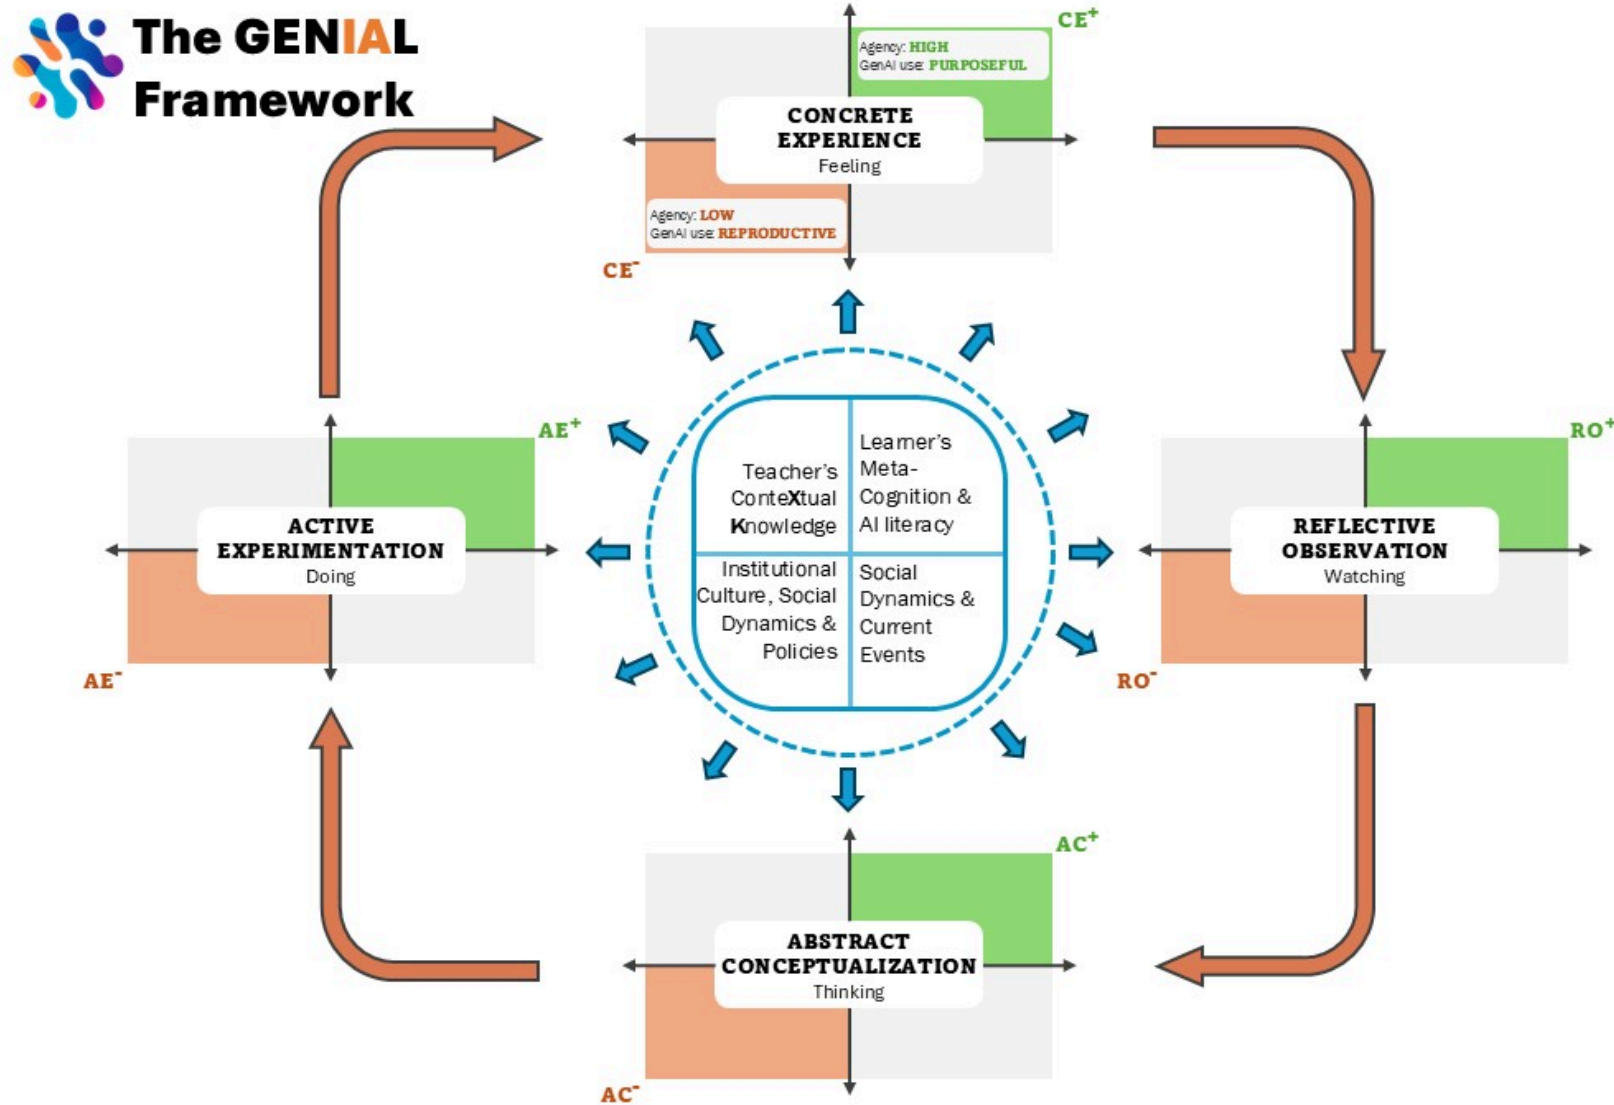 The GENIAL
Framework
CE+
Agency: HIGH
GenAI use: PURPOSEFUL
CONCRETE
EXPERIENCE
Feeling
Agency: LOW
GenAI use: REPRODUCTIVE
CE-
AE+
ACTIVE
EXPERIMENTATION
Doing
AE-
Teacher's
ConteXtual
Knowledge
Learner's
Meta-
Cognition &
AI literacy
Institutional
Culture, Social
Dynamics &
Policies
Social
Dynamics &
Current
Events
RO+
REFLECTIVE
OBSERVATION
Watching
RO-
AC+
ABSTRACT
CONCEPTUALIZATION
Thinking
AC-